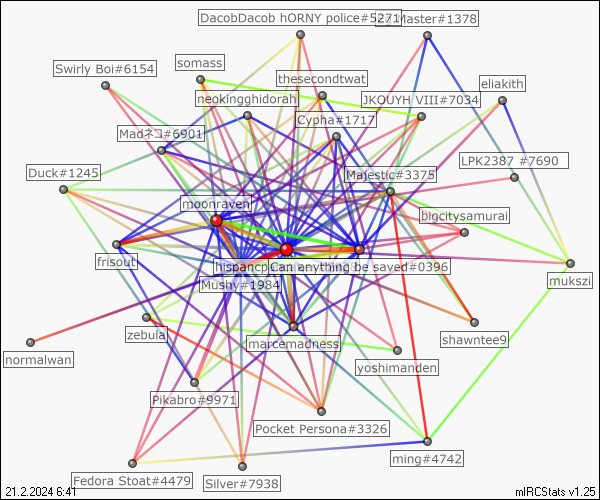 DacobDacob hORNY police#5271
Master#1378
Swirly Boi#6154
somass
thesecondtwat
eliakith
neokingghidorah
JKOUYH VIII#7034
Cypha#1717
Madネコ#6901
LPK2387 #7690
Duck#1245
Majestic#3375
moonraven
bigcitysamurai
frisout
Can anything be saved#0396
Mushy#1984
mukszi
zebulal
marcemadness
shawntee9
normalwan
yoshimanden
Pikabro#9971
Pocket Persona#3326
ming#4742
Fedora Stoat#4479
Silver#7938
21.2.2024 6:41
mIRCStats v1.25